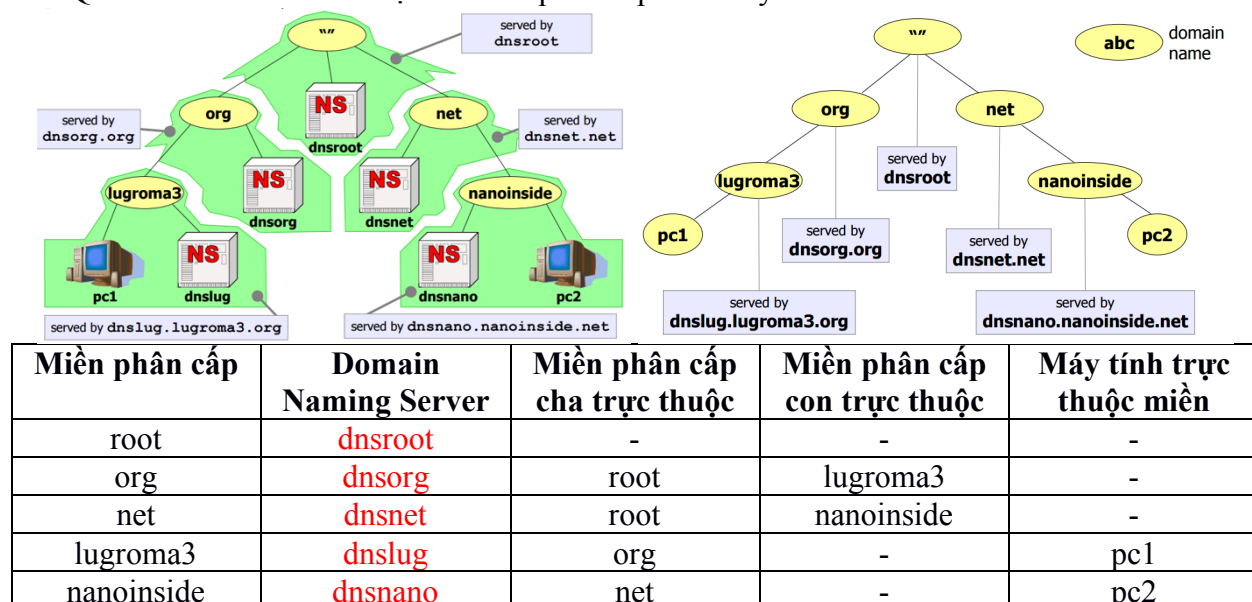 ""
served by
dnsroot
NS
dnsroot
served by
dnsorg.org
org
net
served by
dnsnet.net
NS
dnsorg
NS
dnsnet
lugroma3
nanoinside
pc1
NS
dnslug
NS
dnsnano
pc2
served by dnslug.lugroma3.org
served by dnsnano.nanoinside.net
""
abc
domain
name
org
net
served by
dnsroot
lugroma3
nanoinside
pc1
served by
dnsorg.org
served by
dnsnet.net
pc2
served by
dnslug.lugroma3.org
served by
dnsnano.nanoinside.net
Miền phân cấp Domain Miền phân cấp Miền phân cấp Máy tính trực
Naming Server cha trực thuộc con trực thuộc thuộc miền
root dnsroot - - -
org dnsorg root lugroma3 -
net dnsnet root nanoinside -
lugroma3 dnslug org - pc1
nanoinside dnsnano net - pc2